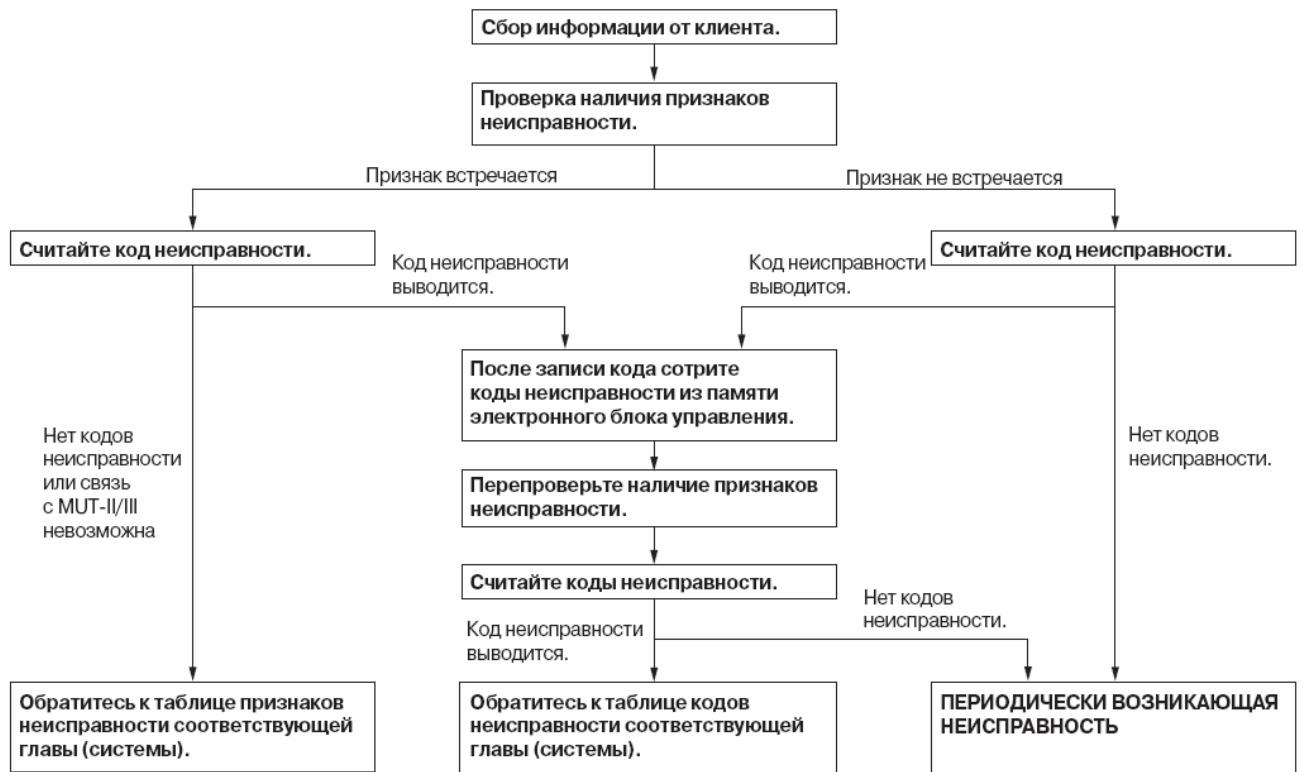 Сбор информации от клиента.
Проверка наличия признаков
неисправности.
Признак встречается
Признак не встречается
Считайте код неисправности.
Считайте код неисправности.
Код неисправности
выводится.
Код неисправности
выводится.
После записи кода сотрите
коды неисправности из памяти
электронного блока управления.
Нет кодов
неисправности
или связь
с MUT-II/III
невозможна
Нет кодов
неисправности.
Перепроверьте наличие признаков
неисправности.
Считайте коды неисправности.
Нет кодов
неисправности.
Код неисправности
выводится.
Обратитесь к таблице признаков
неисправности соответствующей
главы (системы).
Обратитесь к таблице кодов
неисправности соответствующей
главы (системы).
ПЕРИОДИЧЕСКИ ВОЗНИКАЮЩАЯ
НЕИСПРАВНОСТЬ